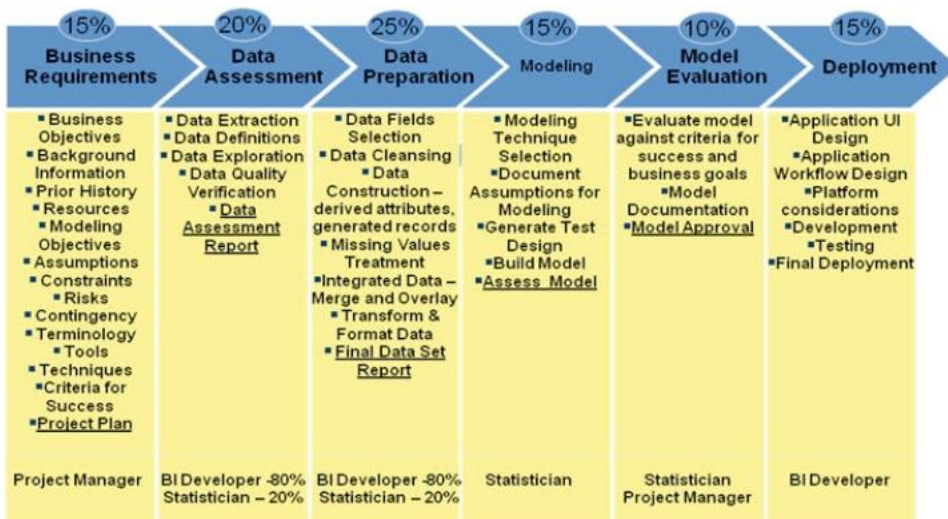 15%
20%
25%
15%
10%
15%
Business
Requirements
Data
Assessment
Data
Preparation
Modeling
Model
Evaluation
Deployment
▪ Business
Objectives
▪ Background
Information
▪ Prior History
▪ Resources
▪ Modeling
Objectives
▪ Assumptions
▪ Constraints
▪ Risks
▪ Contingency
▪ Terminology
▪ Tools
▪ Techniques
▪ Criteria for
Success
▪ Project Plan
Project Manager
▪ Data Extraction
▪ Data Definitions
▪ Data Exploration
▪ Data Quality
Verification
▪ Data
Assessment
Report
BI Developer -80%
Statistician – 20%
▪ Data Fields
Selection
▪ Data Cleansing
▪ Data
Construction –
derived attributes,
generated records
▪ Missing Values
Treatment
▪ Integrated Data –
Merge and Overlay
▪ Transform &
Format Data
▪ Final Data Set
Report
BI Developer -80%
Statistician – 20%
▪ Modeling
Technique
Selection
▪ Document
Assumptions for
Modeling
▪ Generate Test
Design
▪ Build Model
▪ Assess Model
Statistician
▪ Evaluate model
against criteria for
success and
business goals
▪ Model
Documentation
▪ Model Approval
Statistician
Project Manager
▪ Application UI
Design
▪ Application
Workflow Design
▪ Platform
considerations
▪ Development
▪ Testing
▪ Final Deployment
BI Developer